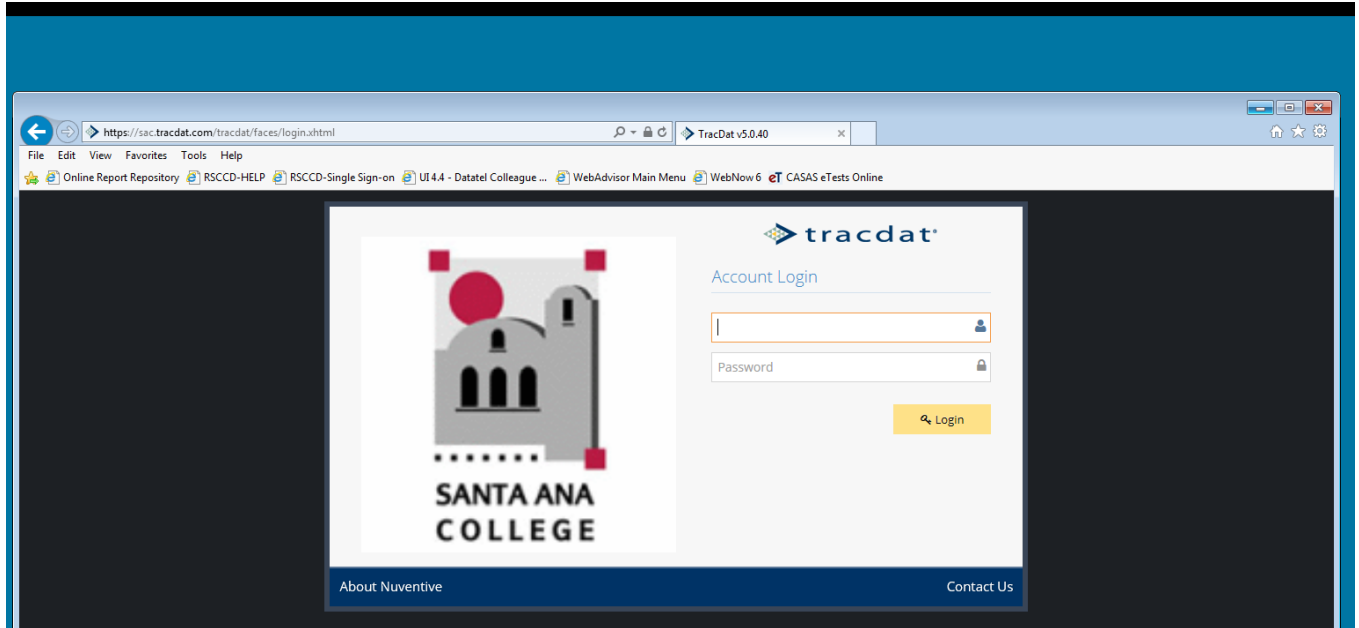 https://sac.tracdat.com/tracdat/faces/login.xhtml
TracDat v5.0.40
File Edit View Favorites Tools Help
Online Report Repository RSCCD-HELP RSCCD-Single Sign-on UI 4.4 - Datatel Colleague ... WebAdvisor Main Menu WebNow 6 eT CASAS eTests Online
tracdat
Account Login
Password
Login
SANTA ANA
COLLEGE
About Nuventive
Contact Us